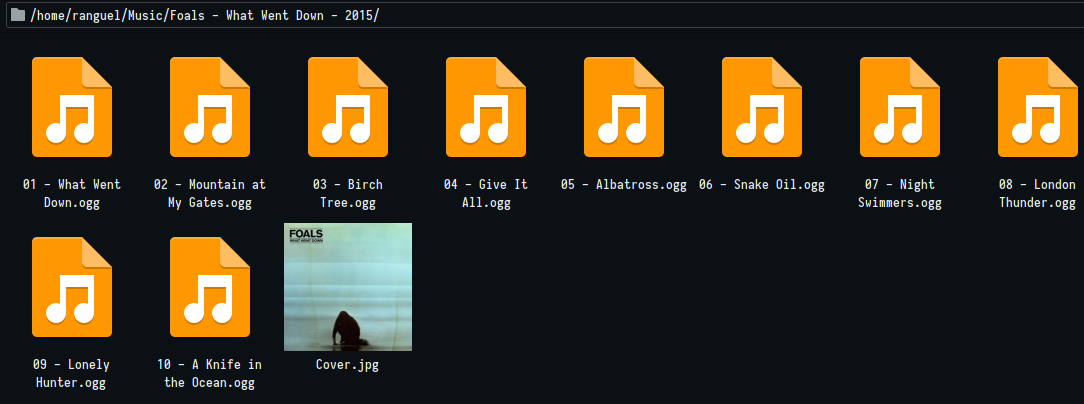 /home/ranguel/Music/Foals - What Went Down - 2015/
01 - What Went
Down.ogg
02 - Mountain at
My Gates.ogg
03 - Birch
Tree.ogg
04 - Give It
All.ogg
05 - Albatross.ogg
06 - Snake Oil.ogg
07 - Night
Swimmers.ogg
08 - London
Thunder.ogg
09 - Lonely
Hunter.ogg
10 - A Knife in
the Ocean.ogg
FOALS
WHAT WENT DOWN
Cover.jpg